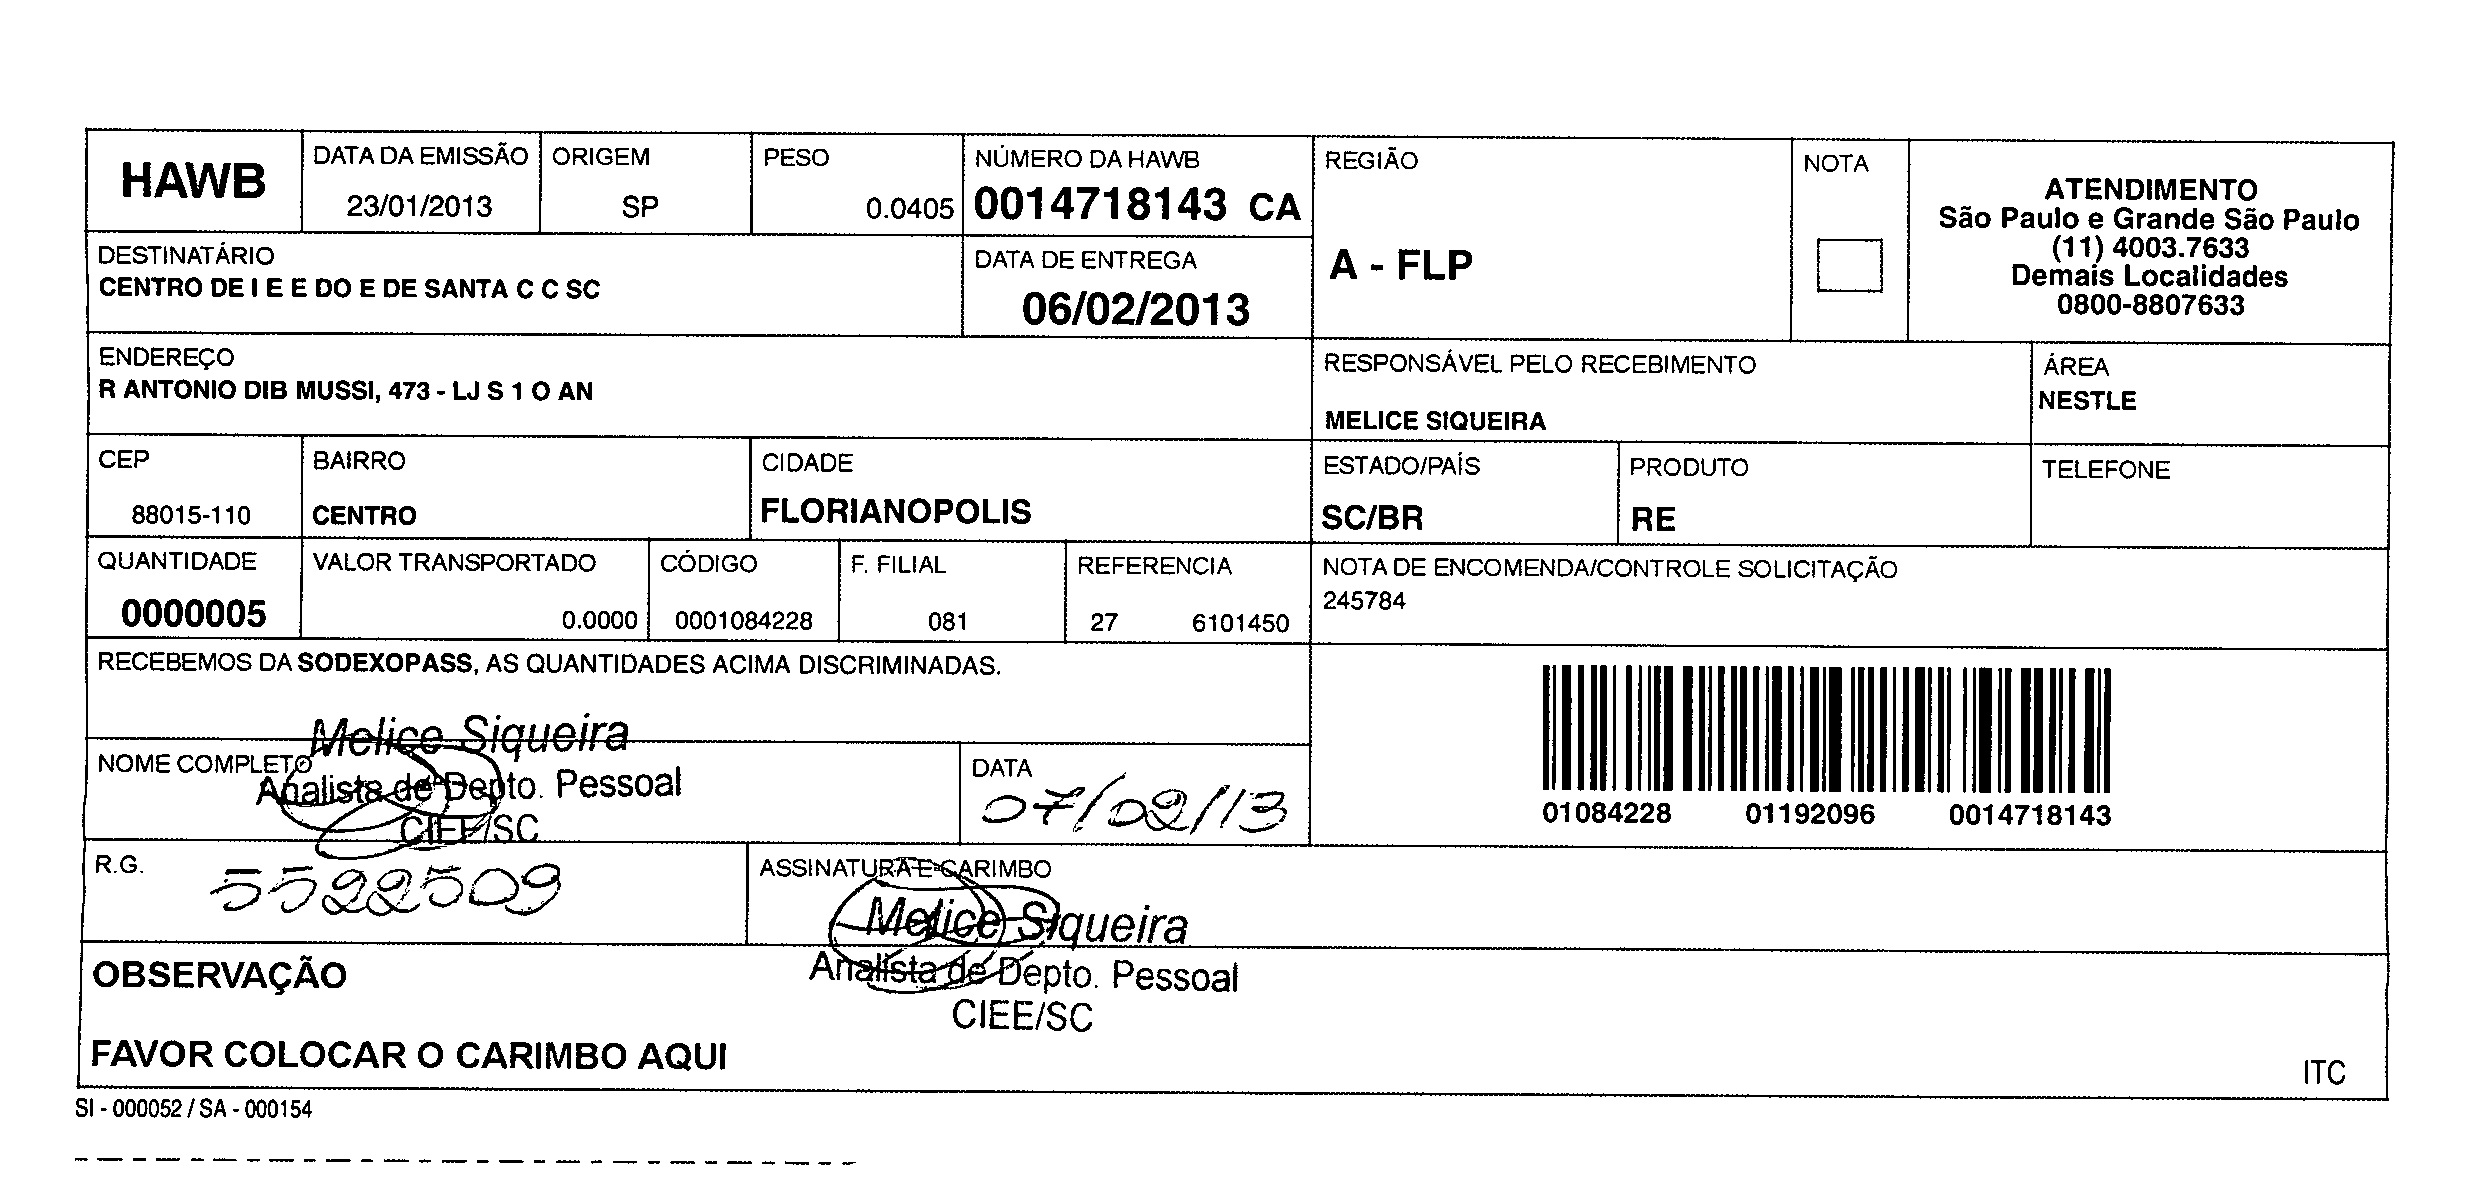 HAWB
DATA DA EMISSÃO
23/01/2013
ORIGEM
SP
PESO
0.0405
NÚMERO DA HAWB
0014718143 CA
REGIÃO
A - FLP
NOTA
ATENDIMENTO
São Paulo e Grande São Paulo
(11) 4003.7633
Demais Localidades
0800-8807633
DESTINATÁRIO
CENTRO DE I E E DO E DE SANTA C C SC
DATA DE ENTREGA
06/02/2013
ENDEREÇO
R ANTONIO DIB MUSSI, 473 - LJ S 1 O AN
RESPONSÁVEL PELO RECEBIMENTO
MELICE SIQUEIRA
ÁREA
NESTLE
CEP
88015-110
BAIRRO
CENTRO
CIDADE
FLORIANOPOLIS
ESTADO/PAÍS
SC/BR
PRODUTO
RE
TELEFONE
QUANTIDADE
0000005
VALOR TRANSPORTADO
0.0000
CÓDIGO
0001084228
F. FILIAL
081
REFERENCIA
27 6101450
NOTA DE ENCOMENDA/CONTROLE SOLICITAÇÃO
245784
RECEBEMOS DA SODEXOPASS, AS QUANTIDADES ACIMA DISCRIMINADAS.
01084228 01192096 0014718143
NOME COMPLETO
Melice Siqueira
Analista de Depto. Pessoal
CIEE/SC
DATA
07/02/13
R.G.
5522509
ASSINATURA E CARIMBO
Melice Siqueira
Analista de Depto. Pessoal
CIEE/SC
OBSERVAÇÃO
FAVOR COLOCAR O CARIMBO AQUI
ITC
SI - 000052 / SA - 000154